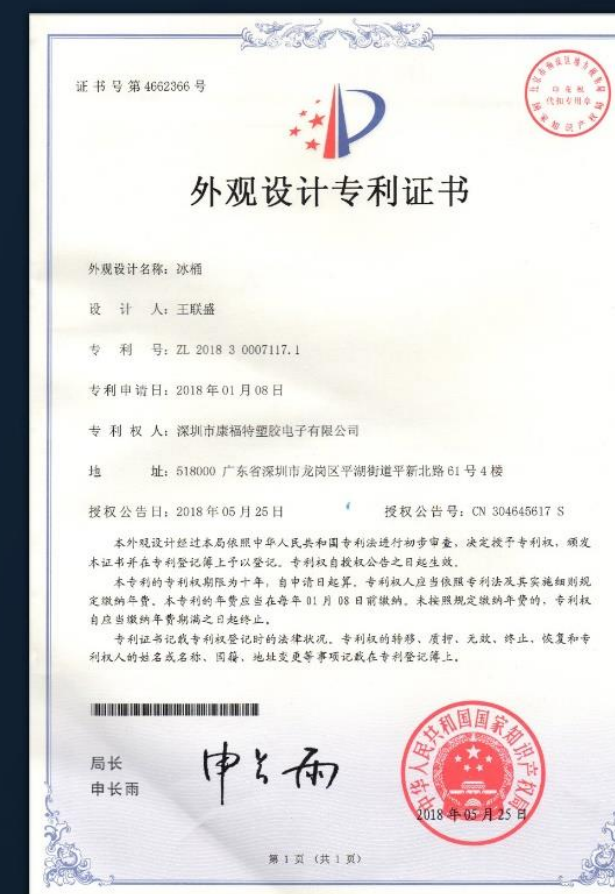 证书号第4662366号
外观设计专利证书
外观设计名称：冰桶
设 计 人：王联盛
专 利 号：ZL 2018 3 0007117.1
专利申请日：2018年01月08日
专 利 权 人：深圳市康福特塑胶电子有限公司
地 址：518000 广东省深圳市龙岗区平湖街道平新北路61号4楼
授权公告日：2018年05月25日 授权公告号：CN 304645617 S
本外观设计经过本局依照中华人民共和国专利法进行初步审查，决定授予专利权，颁发
本证书并在专利登记簿上予以登记。专利权自授权公告之日起生效。
本专利的专利权期限为十年，自申请日起算。专利权人应当依照专利法及其实施细则规
定缴纳年费。本专利的年费应当在每年01月08日前缴纳。未按照规定缴纳年费的，专利权
自应当缴纳年费期满之日起终止。
专利证书记载专利权登记时的法律状况。专利权的转移、质押、无效、终止、恢复和专
利权人的姓名或名称、国籍、地址变更等事项记载在专利登记簿上。
局长
申长雨
申长雨
中华人民共和国国家知识产权局
2018年05月25日
第1页（共1页）